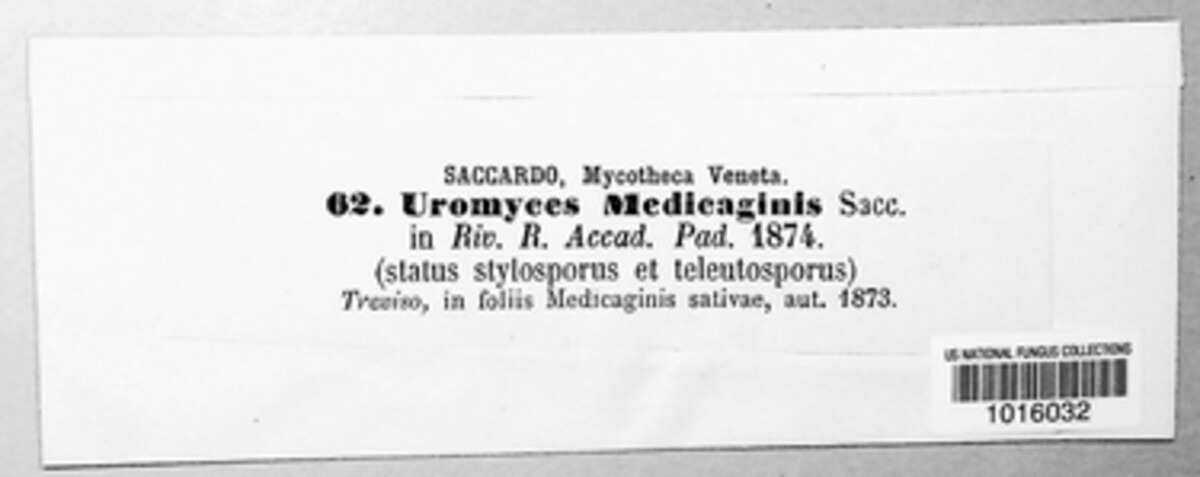 SACCARDO, Mycotheca Veneta.
62. Uromyces Medicaginis Sacc.
in Riv. R. Accad. Pad. 1874.
(status stylosporus et teleutosporus)
Treviso, in foliis Medicaginis sativae, aut. 1873.
US NATIONAL FUNGUS COLLECTIONS
1016032